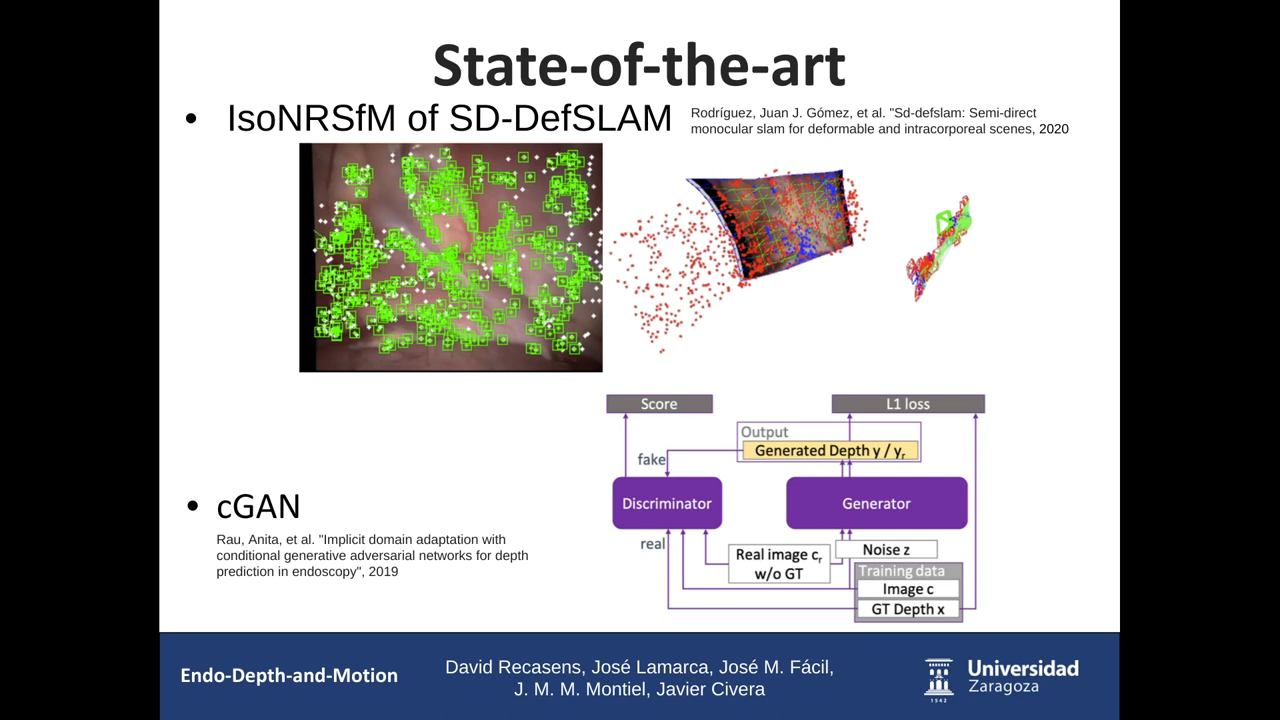 State-of-the-art
• IsoNRSfM of SD-DefSLAM
Rodríguez, Juan J. Gómez, et al. "Sd-defslam: Semi-direct
monocular slam for deformable and intracorporeal scenes, 2020
Score
L1 loss
Output
Generated Depth y / yr
fake
Discriminator
Generator
• cGAN
Rau, Anita, et al. "Implicit domain adaptation with
conditional generative adversarial networks for depth
prediction in endoscopy", 2019
real
Real image cr
w/o GT
Noise z
Training data
Image c
GT Depth x
Endo-Depth-and-Motion
David Recasens, José Lamarca, José M. Fácil,
J. M. M. Montiel, Javier Civera
Universidad
Zaragoza
1542